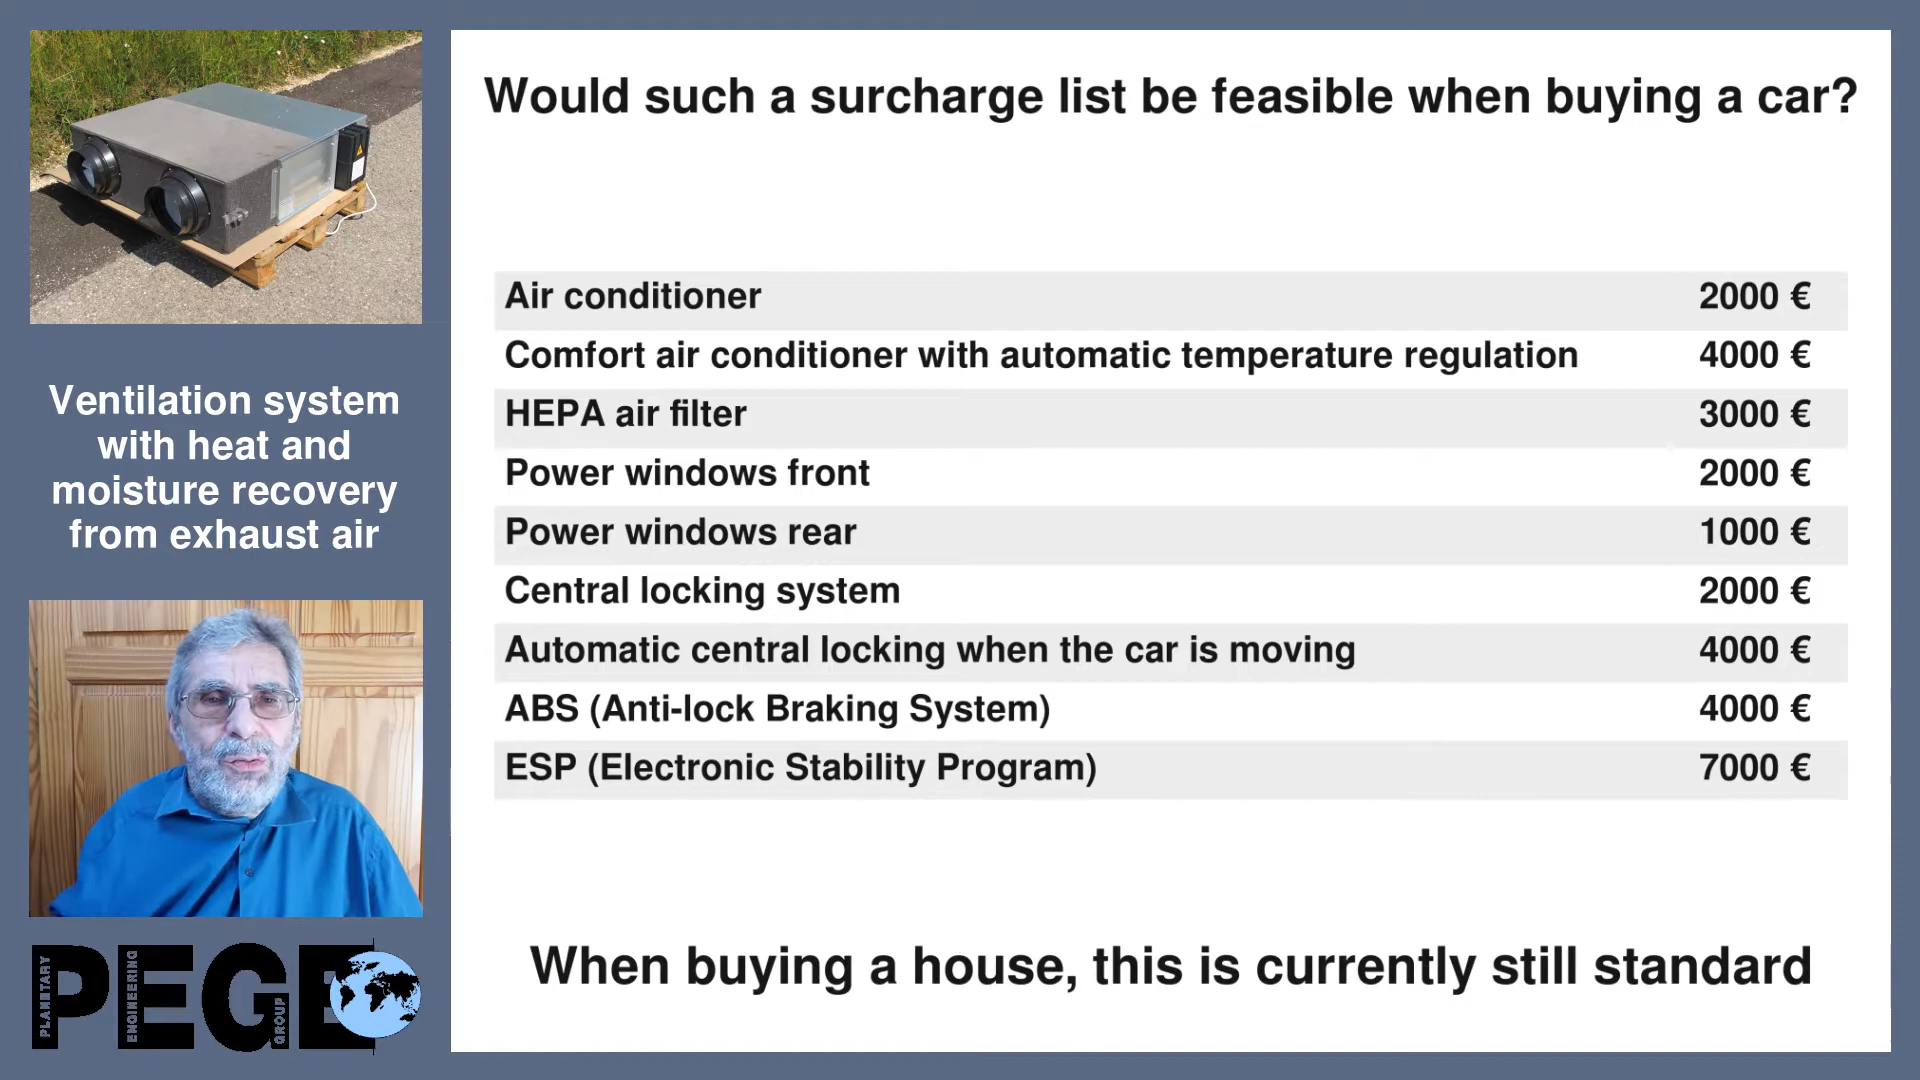 Would such a surcharge list be feasible when buying a car?
Ventilation system
with heat and
moisture recovery
from exhaust air
Air conditioner 2000 €
Comfort air conditioner with automatic temperature regulation 4000 €
HEPA air filter 3000 €
Power windows front 2000 €
Power windows rear 1000 €
Central locking system 2000 €
Automatic central locking when the car is moving 4000 €
ABS (Anti-lock Braking System) 4000 €
ESP (Electronic Stability Program) 7000 €
When buying a house, this is currently still standard
PEGE
PLANETARY
ENGINEERING
GROUP